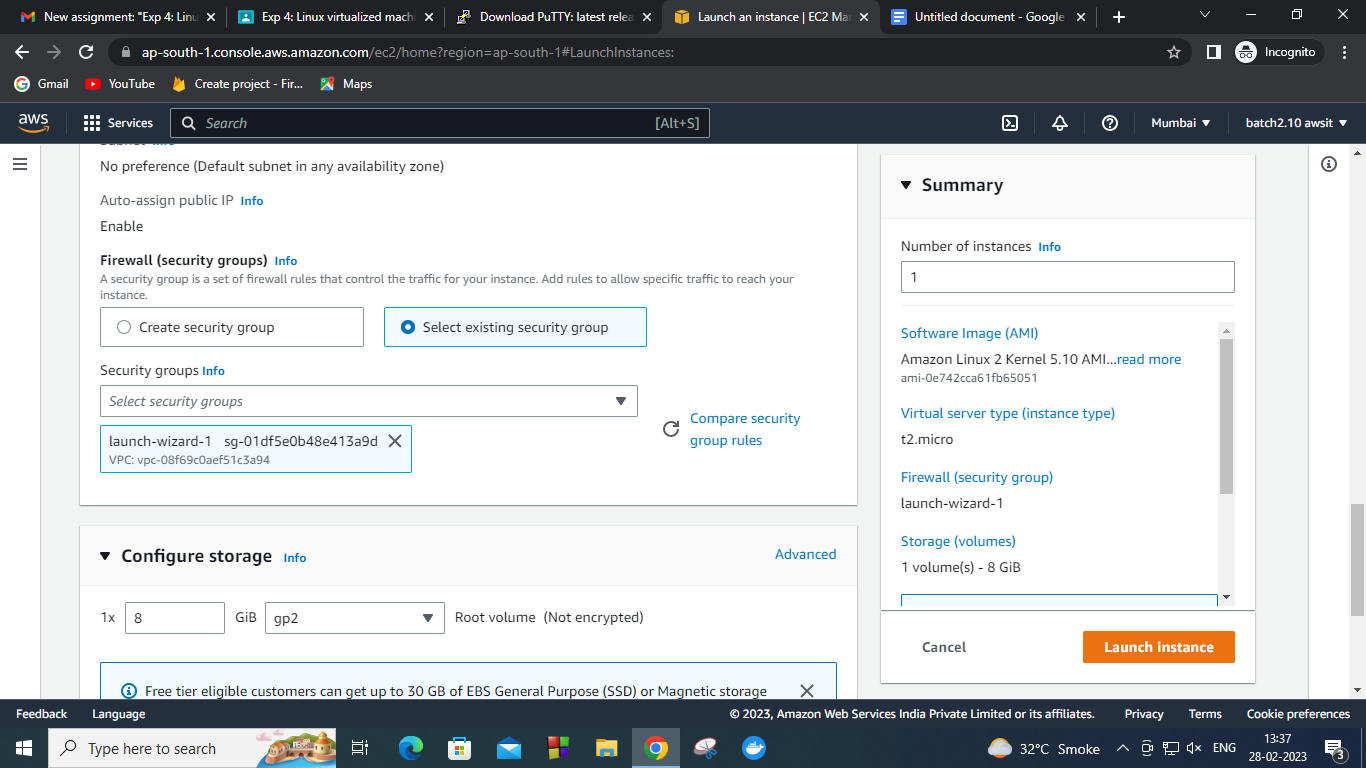 New assignment: "Exp 4: Linu
Exp 4: Linux virtualized machi
Download PuTTY: latest relea
Launch an instance | EC2 Ma
Untitled document - Google
ap-south-1.console.aws.amazon.com/ec2/home?region=ap-south-1#LaunchInstances:
Incognito
Gmail
YouTube
Create project - Fir...
Maps
aws
Services
Search
[Alt+S]
Mumbai
batch2.10 awsit
Subnet Info
No preference (Default subnet in any availability zone)
Auto-assign public IP Info
Enable
Firewall (security groups) Info
A security group is a set of firewall rules that control the traffic for your instance. Add rules to allow specific traffic to reach your
instance.
Create security group
Select existing security group
Security groups Info
Select security groups
Compare security
group rules
launch-wizard-1 sg-01df5e0b48e413a9d
VPC: vpc-08f69c0aef51c3a94
Configure storage Info
Advanced
1x
8
GiB
gp2
Root volume (Not encrypted)
Free tier eligible customers can get up to 30 GB of EBS General Purpose (SSD) or Magnetic storage
Summary
Number of instances Info
1
Software Image (AMI)
Amazon Linux 2 Kernel 5.10 AMI...read more
ami-0e742cca61fb65051
Virtual server type (instance type)
t2.micro
Firewall (security group)
launch-wizard-1
Storage (volumes)
1 volume(s) - 8 GiB
Cancel
Launch instance
Feedback
Language
© 2023, Amazon Web Services India Private Limited or its affiliates.
Privacy
Terms
Cookie preferences
Type here to search
32°C Smoke
ENG
13:37
28-02-2023
3